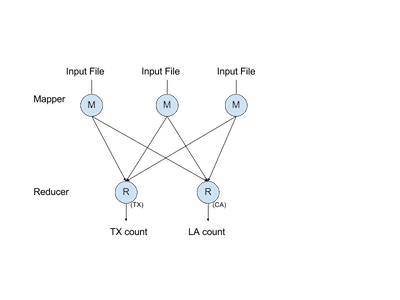 Input File Input File Input File
Mapper M M M
Reducer R R
(TX) (CA)
TX count LA count